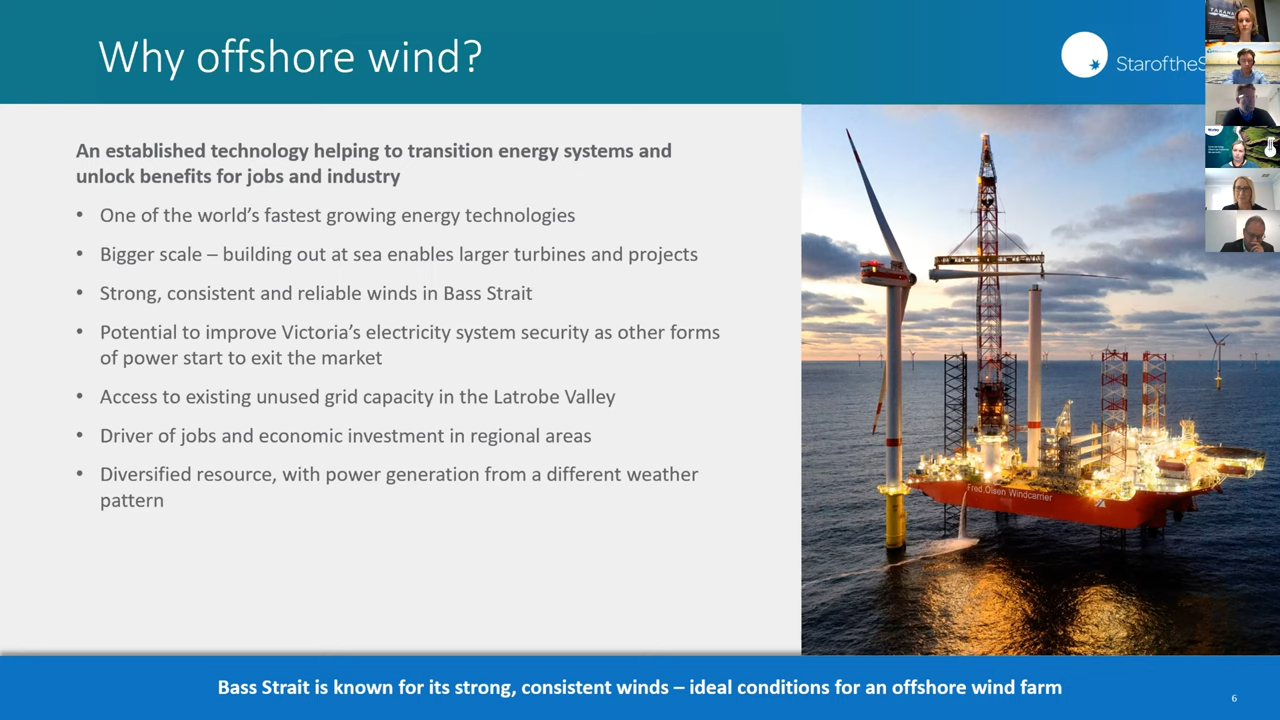 Why offshore wind?
StaroftheS
An established technology helping to transition energy systems and
unlock benefits for jobs and industry
• One of the world's fastest growing energy technologies
• Bigger scale – building out at sea enables larger turbines and projects
• Strong, consistent and reliable winds in Bass Strait
• Potential to improve Victoria's electricity system security as other forms
of power start to exit the market
• Access to existing unused grid capacity in the Latrobe Valley
• Driver of jobs and economic investment in regional areas
• Diversified resource, with power generation from a different weather
pattern
Fred. Olsen Windcarrier
Bass Strait is known for its strong, consistent winds – ideal conditions for an offshore wind farm
6